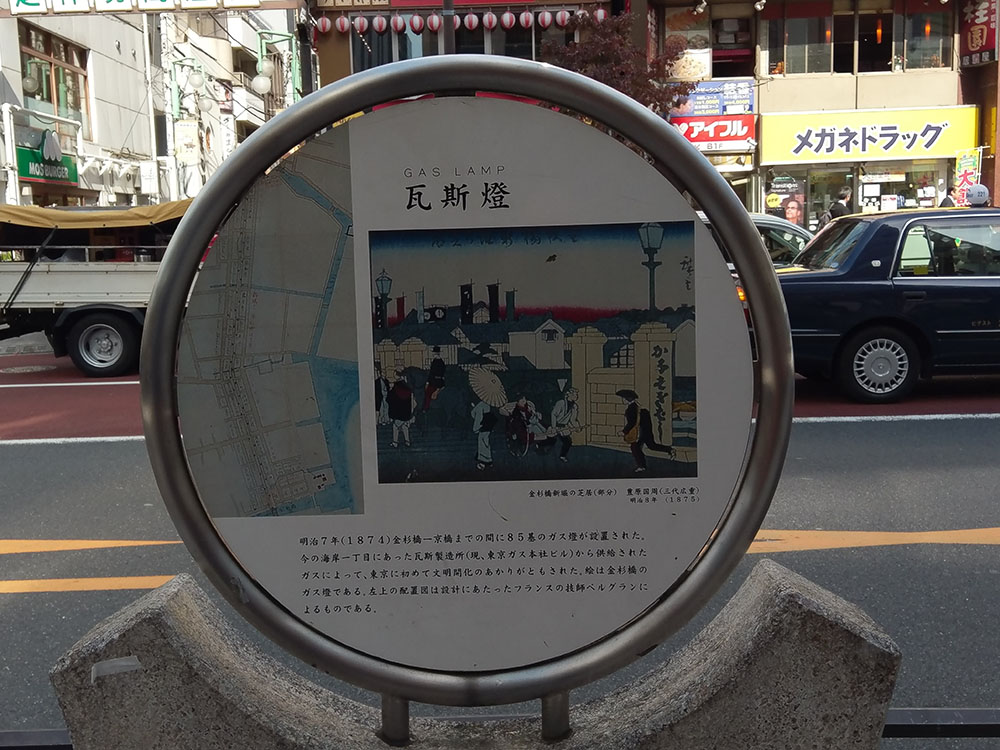 MOS BURGER
アイフル
B1F
メガネドラッグ
GAS LAMP
瓦斯燈
かなすぎはし
金杉橋新堀の芝居(部分) 豊原国周(三代広重)
明治8年 (1875)
明治7年(1874)金杉橋—京橋までの間に85基のガス燈が設置された。
今の海岸一丁目にあった瓦斯製造所(現、東京ガス本社ビル)から供給された
ガスによって、東京に初めて文明開化のあかりがともされた。絵は金杉橋の
ガス燈である。左上の配置図は設計にあたったフランスの技師ペルグランに
よるものである。